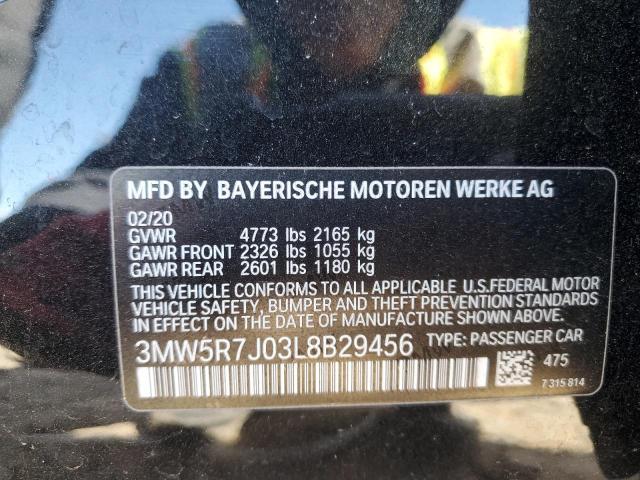 MFD BY BAYERISCHE MOTOREN WERKE AG
02/20
GVWR 4773 lbs 2165 kg
GAWR FRONT 2326 lbs 1055 kg
GAWR REAR 2601 lbs 1180 kg
THIS VEHICLE CONFORMS TO ALL APPLICABLE U.S.FEDERAL MOTOR
VEHICLE SAFETY, BUMPER AND THEFT PREVENTION STANDARDS
IN EFFECT ON THE DATE OF MANUFACTURE SHOWN ABOVE.
3MW5R7J03L8B29456 TYPE: PASSENGER CAR
475
7 315 814